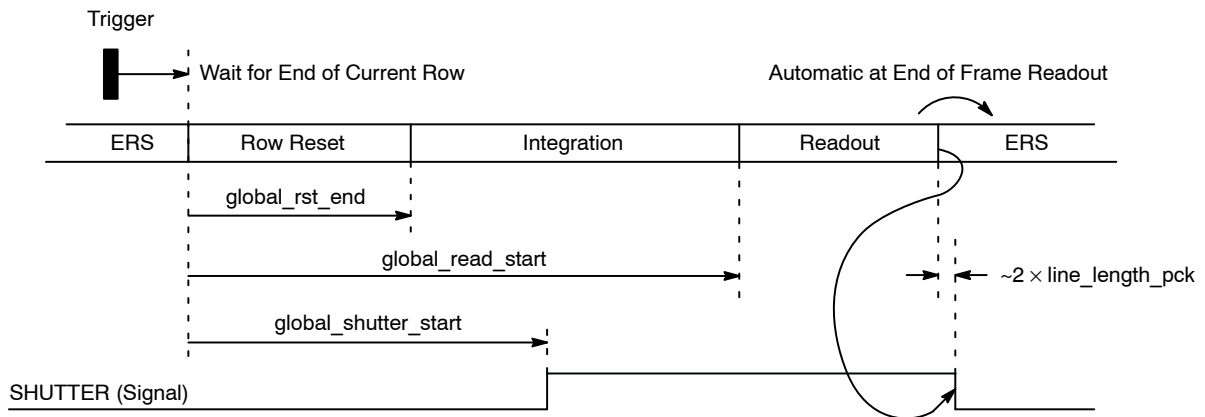 Trigger
Wait for End of Current Row
Automatic at End of Frame Readout
ERS
Row Reset
Integration
Readout
ERS
global_rst_end
global_read_start
~2 × line_length_pck
global_shutter_start
SHUTTER (Signal)